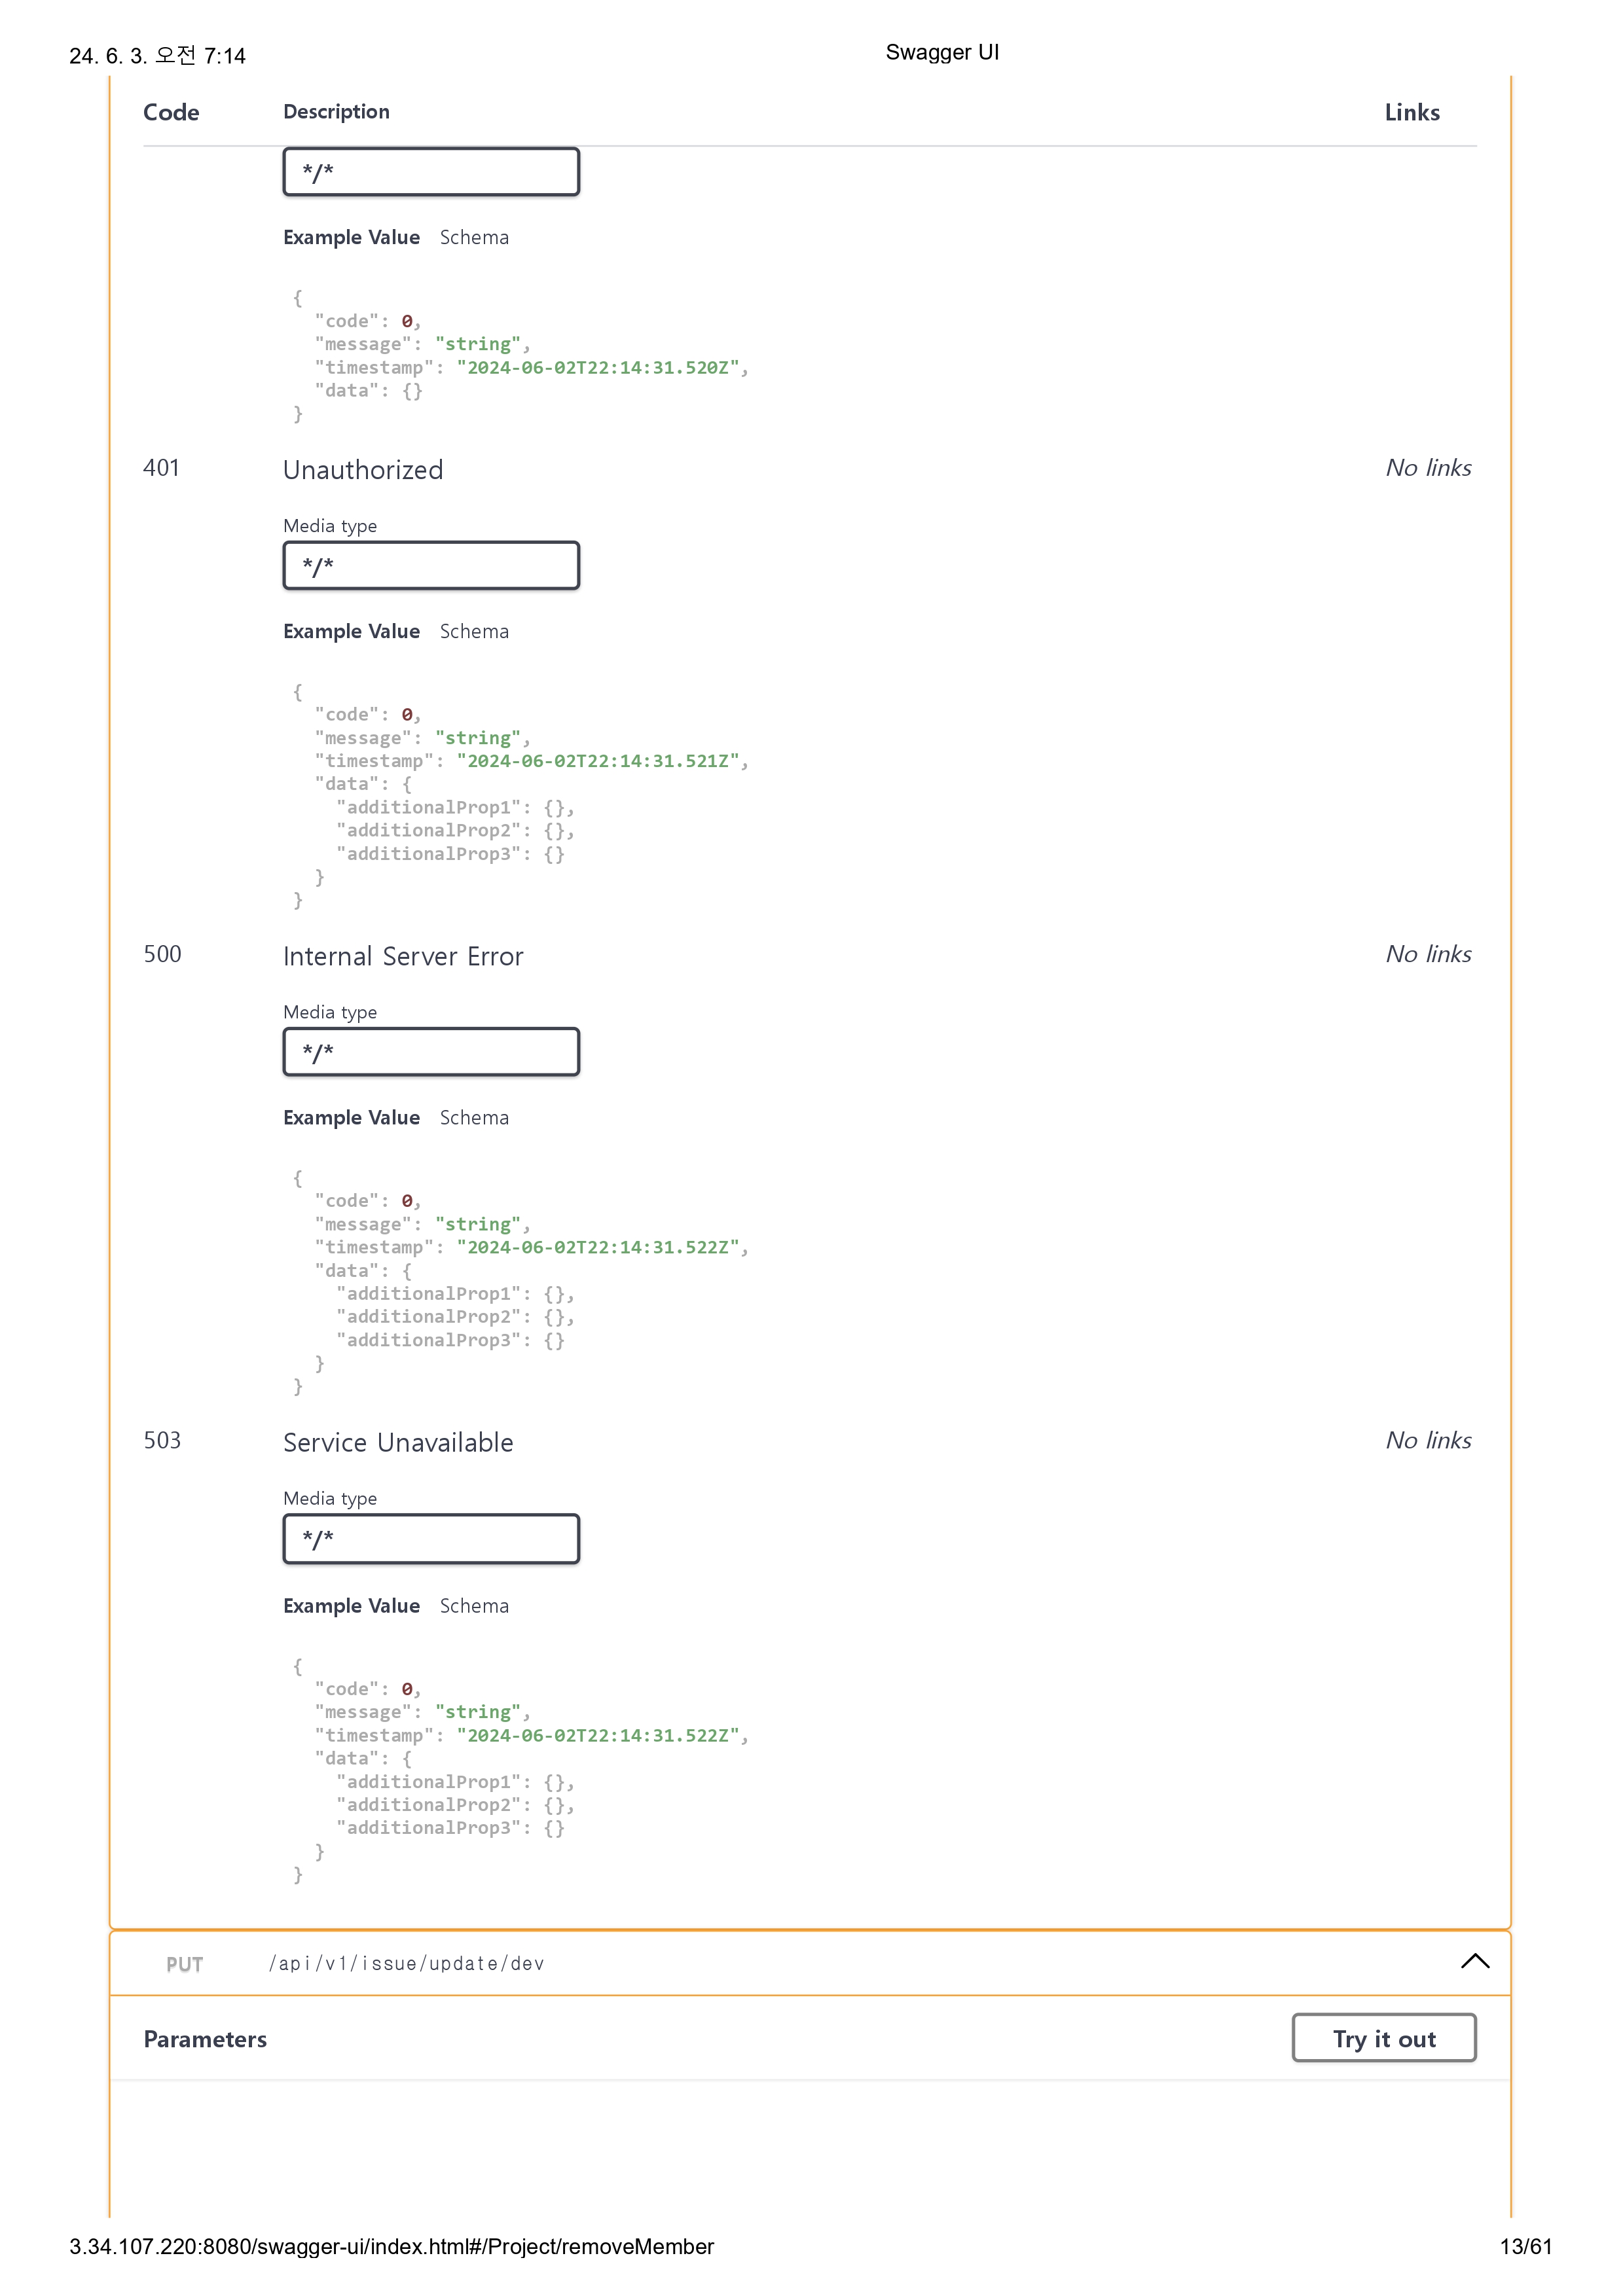 24. 6. 3. 오전 7:14 Swagger UI
Code Description Links
*/*
Example Value Schema
{
  "code": 0,
  "message": "string",
  "timestamp": "2024-06-02T22:14:31.520Z",
  "data": {}
}
401 Unauthorized No links
Media type
*/*
Example Value Schema
{
  "code": 0,
  "message": "string",
  "timestamp": "2024-06-02T22:14:31.521Z",
  "data": {
    "additionalProp1": {},
    "additionalProp2": {},
    "additionalProp3": {}
  }
}
500 Internal Server Error No links
Media type
*/*
Example Value Schema
{
  "code": 0,
  "message": "string",
  "timestamp": "2024-06-02T22:14:31.522Z",
  "data": {
    "additionalProp1": {},
    "additionalProp2": {},
    "additionalProp3": {}
  }
}
503 Service Unavailable No links
Media type
*/*
Example Value Schema
{
  "code": 0,
  "message": "string",
  "timestamp": "2024-06-02T22:14:31.522Z",
  "data": {
    "additionalProp1": {},
    "additionalProp2": {},
    "additionalProp3": {}
  }
}
PUT /api/v1/issue/update/dev
Parameters Try it out
3.34.107.220:8080/swagger-ui/index.html#/Project/removeMember 13/61